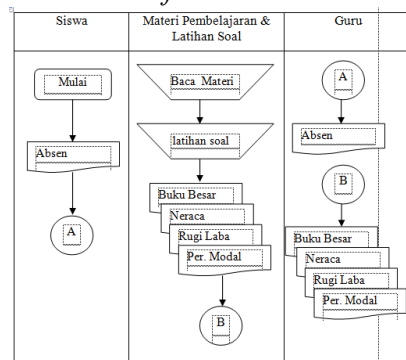 Siswa
Materi Pembelajaran &
Latihan Soal
Guru
Mulai
Absen
A
Baca Materi
latihan soal
Buku Besar
Neraca
Rugi Laba
Per. Modal
B
A
Absen
B
Buku Besar
Neraca
Rugi Laba
Per. Modal